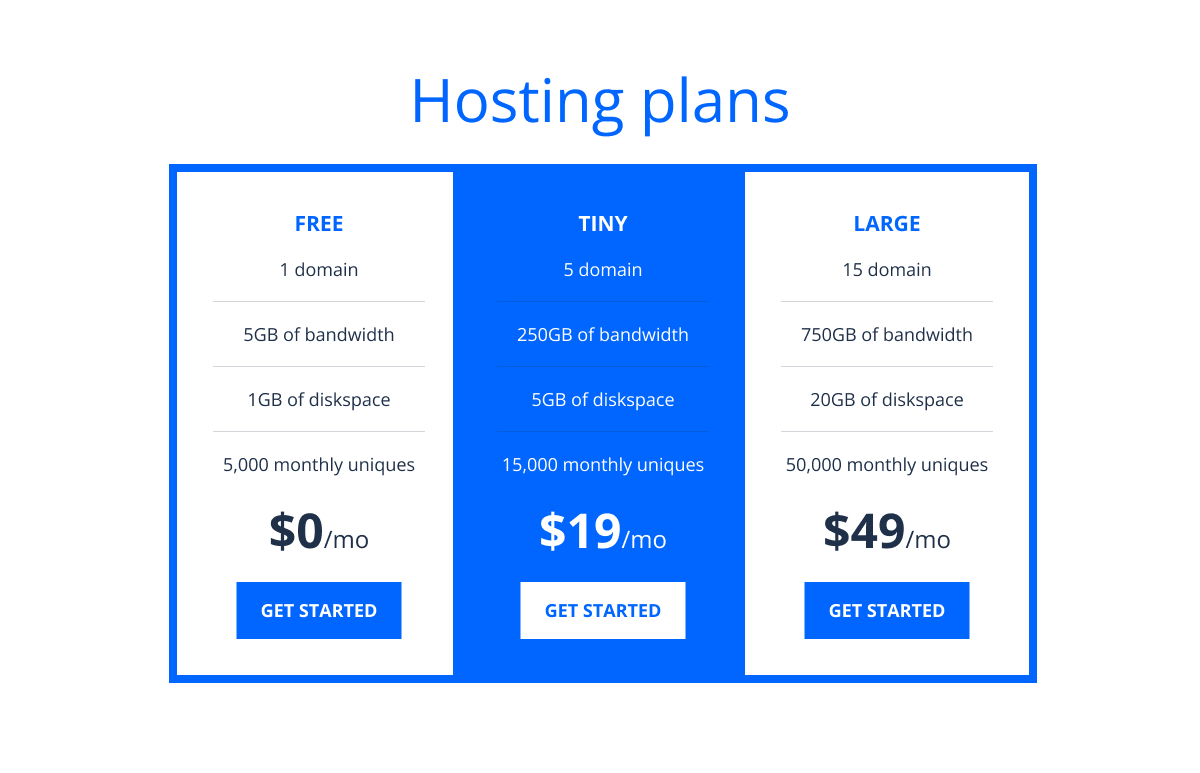 Hosting plans
FREE
1 domain
5GB of bandwidth
1GB of diskspace
5,000 monthly uniques
$0/mo
GET STARTED
TINY
5 domain
250GB of bandwidth
5GB of diskspace
15,000 monthly uniques
$19/mo
GET STARTED
LARGE
15 domain
750GB of bandwidth
20GB of diskspace
50,000 monthly uniques
$49/mo
GET STARTED